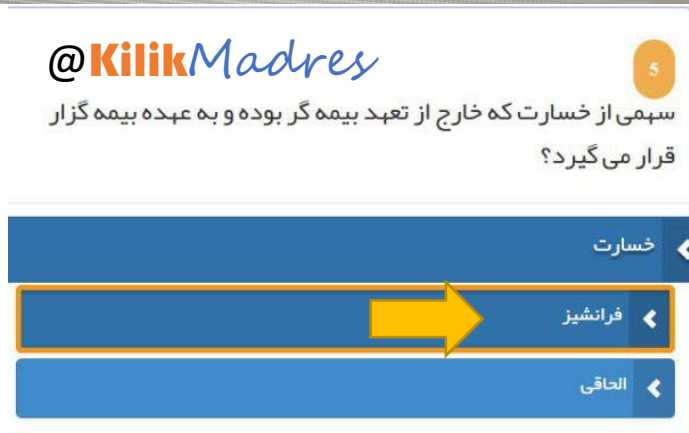 @KilikMadres
5
سهمی از خسارت که خارج از تعهد بیمه گر بوده و به عهده بیمه گزار
قرار می گیرد؟
خسارت
فرانشیز
الحاقی